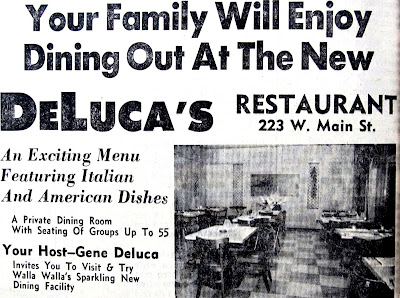 Your Family Will Enjoy
Dining Out At The New
DELUCA'S RESTAURANT
223 W. Main St.
An Exciting Menu
Featuring Italian
And American Dishes
A Private Dining Room
With Seating Of Groups Up To 55
Your Host—Gene Deluca
Invites You To Visit & Try
Walla Walla's Sparkling New
Dining Facility